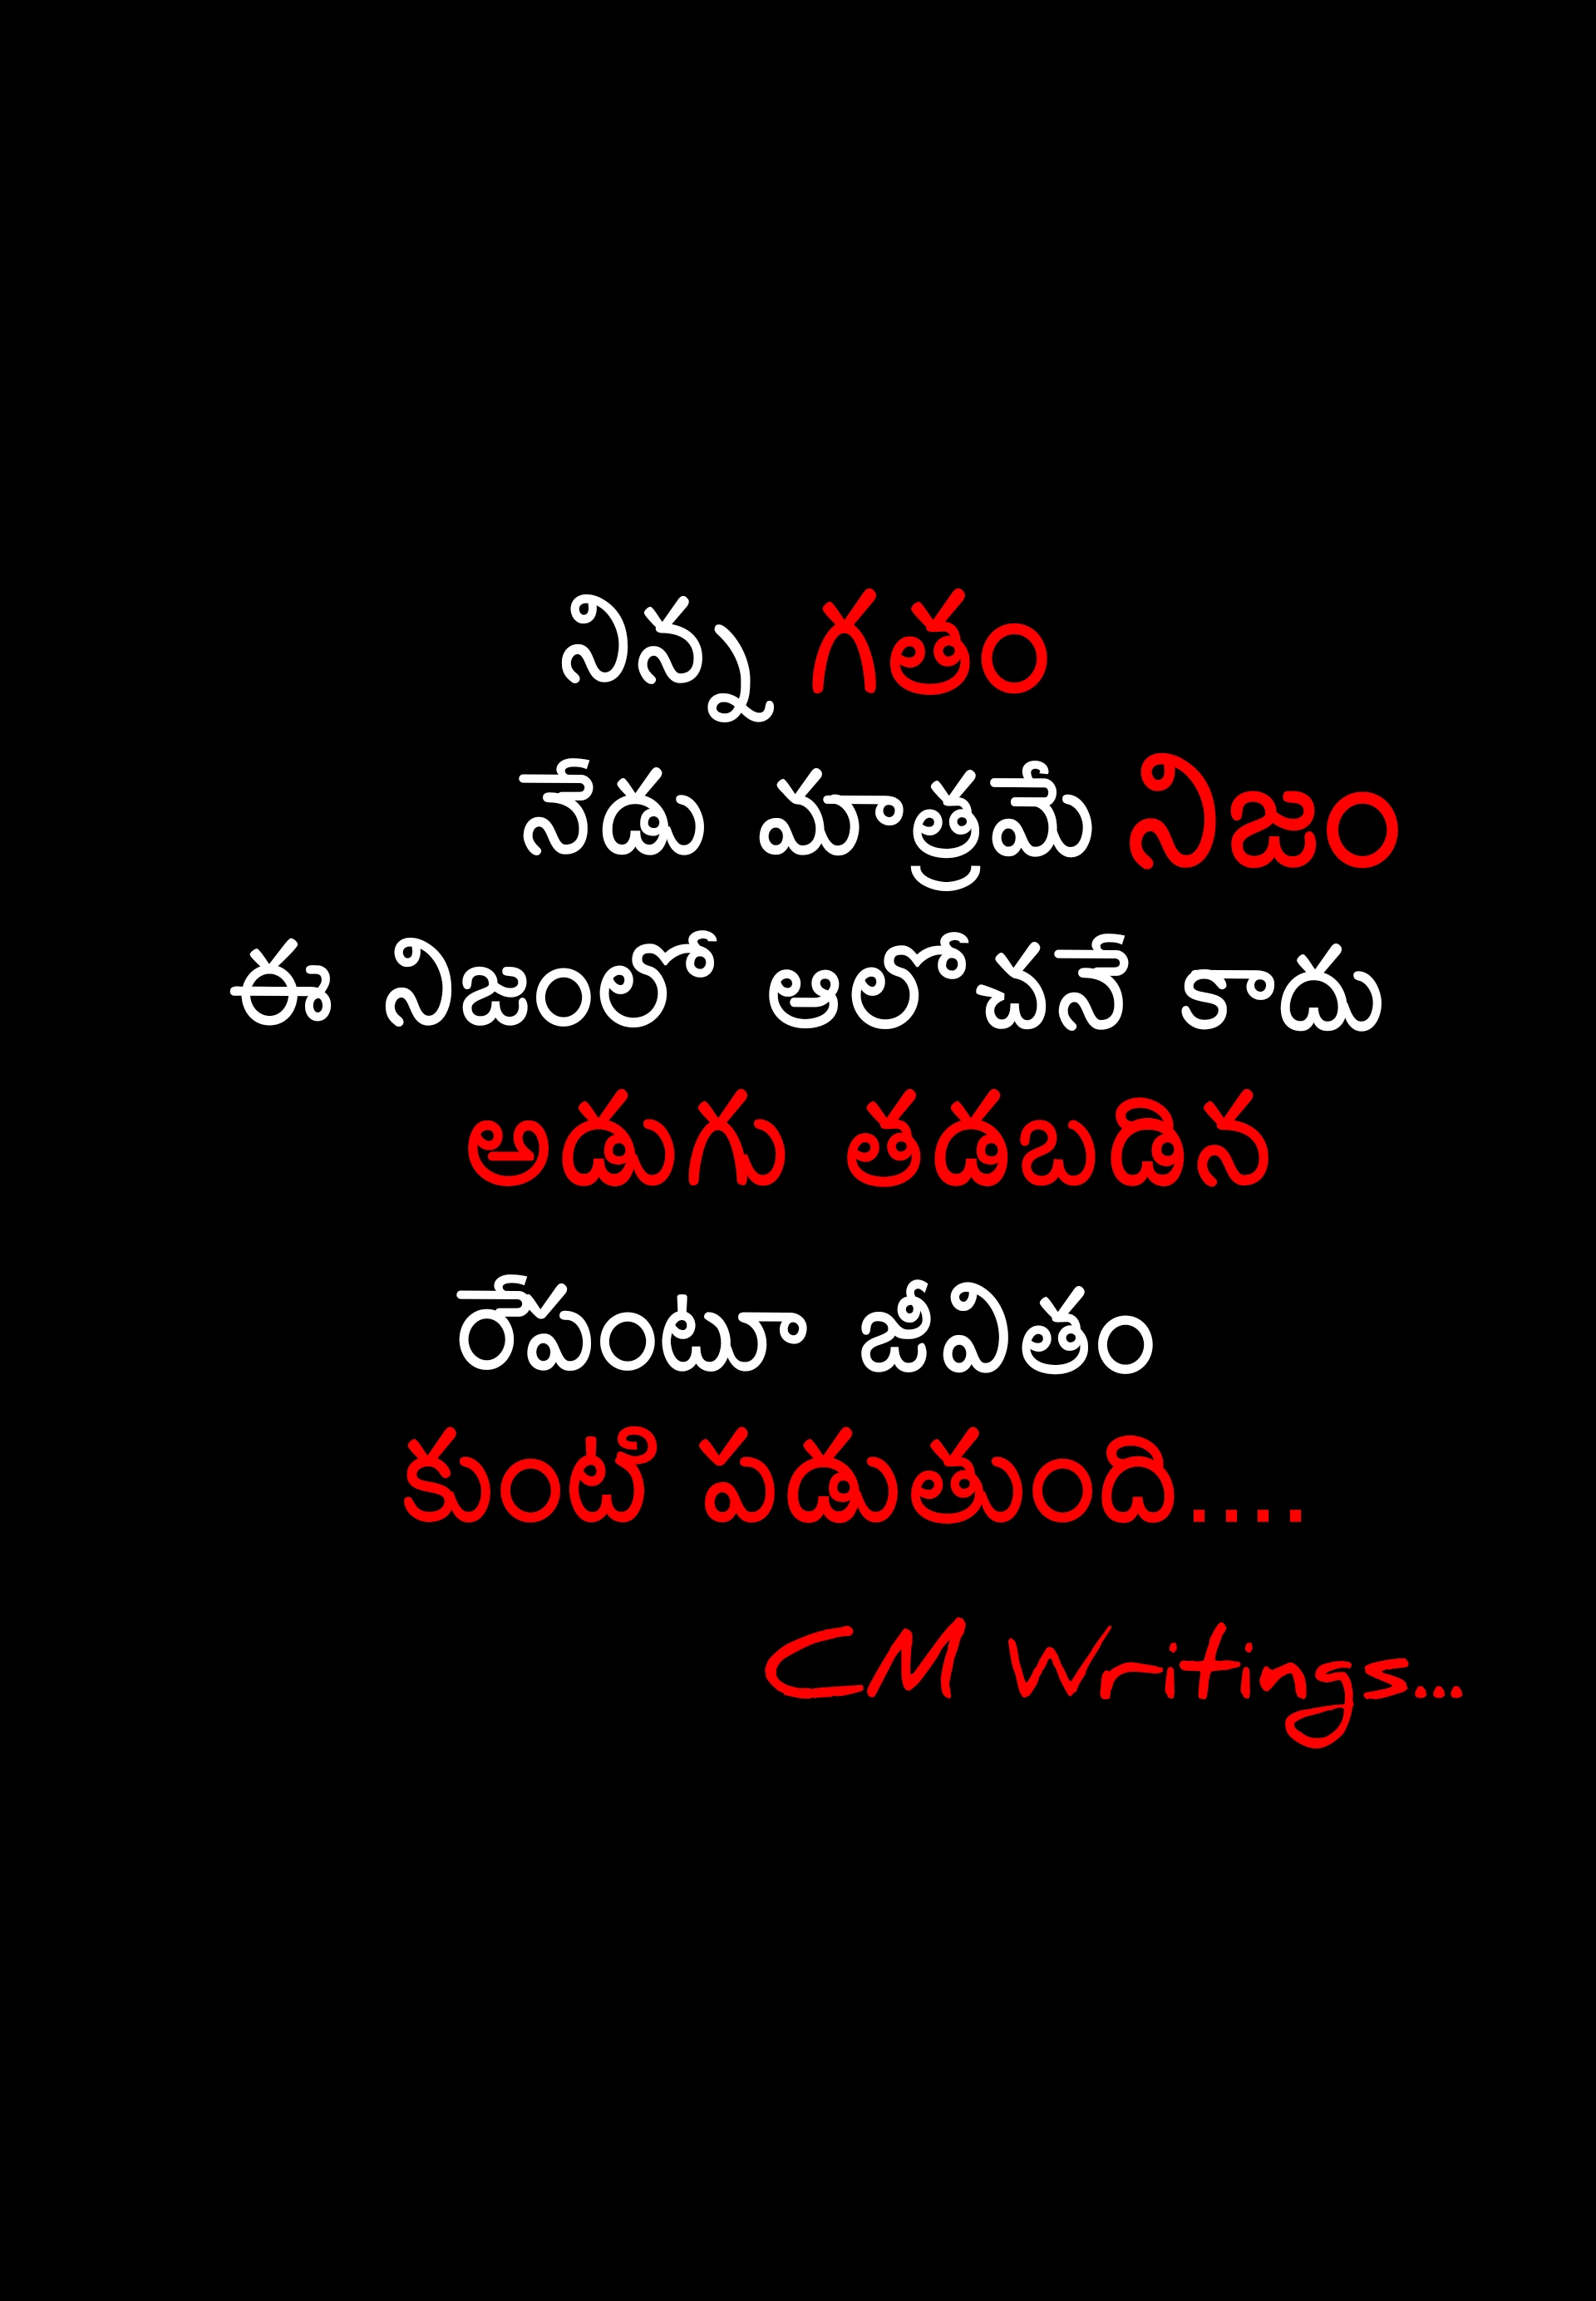 నిన్న గతం
నేడు మాత్రమే నిజం
ఈ నిజంలో ఆలోచనే కాదు
అడుగు తడబడిన
రేపంటూ జీవితం
కుంటి పడుతుంది....
CM Writings...